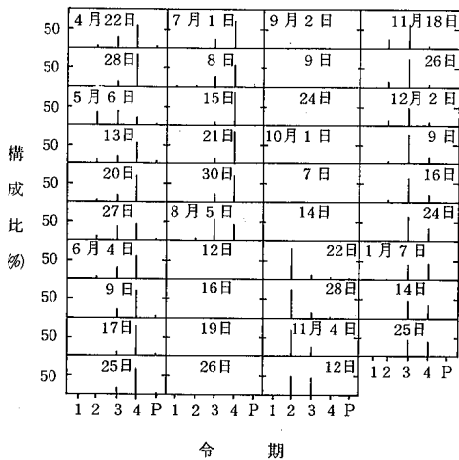 50 4月22日 7月1日 9月2日 11月18日
50 28日 8日 9日 26日
50 5月6日 15日 24日 12月2日
50 13日 21日 10月1日 9日
50 20日 30日 7日 16日
50 27日 8月5日 14日 24日
50 6月4日 12日 22日 1月7日
50 9日 16日 28日 14日
50 17日 19日 11月4日 25日
50 25日 26日 12日
1 2 3 4 P 1 2 3 4 P 1 2 3 4 P 1 2 3 4 P
構成比(%)
令期